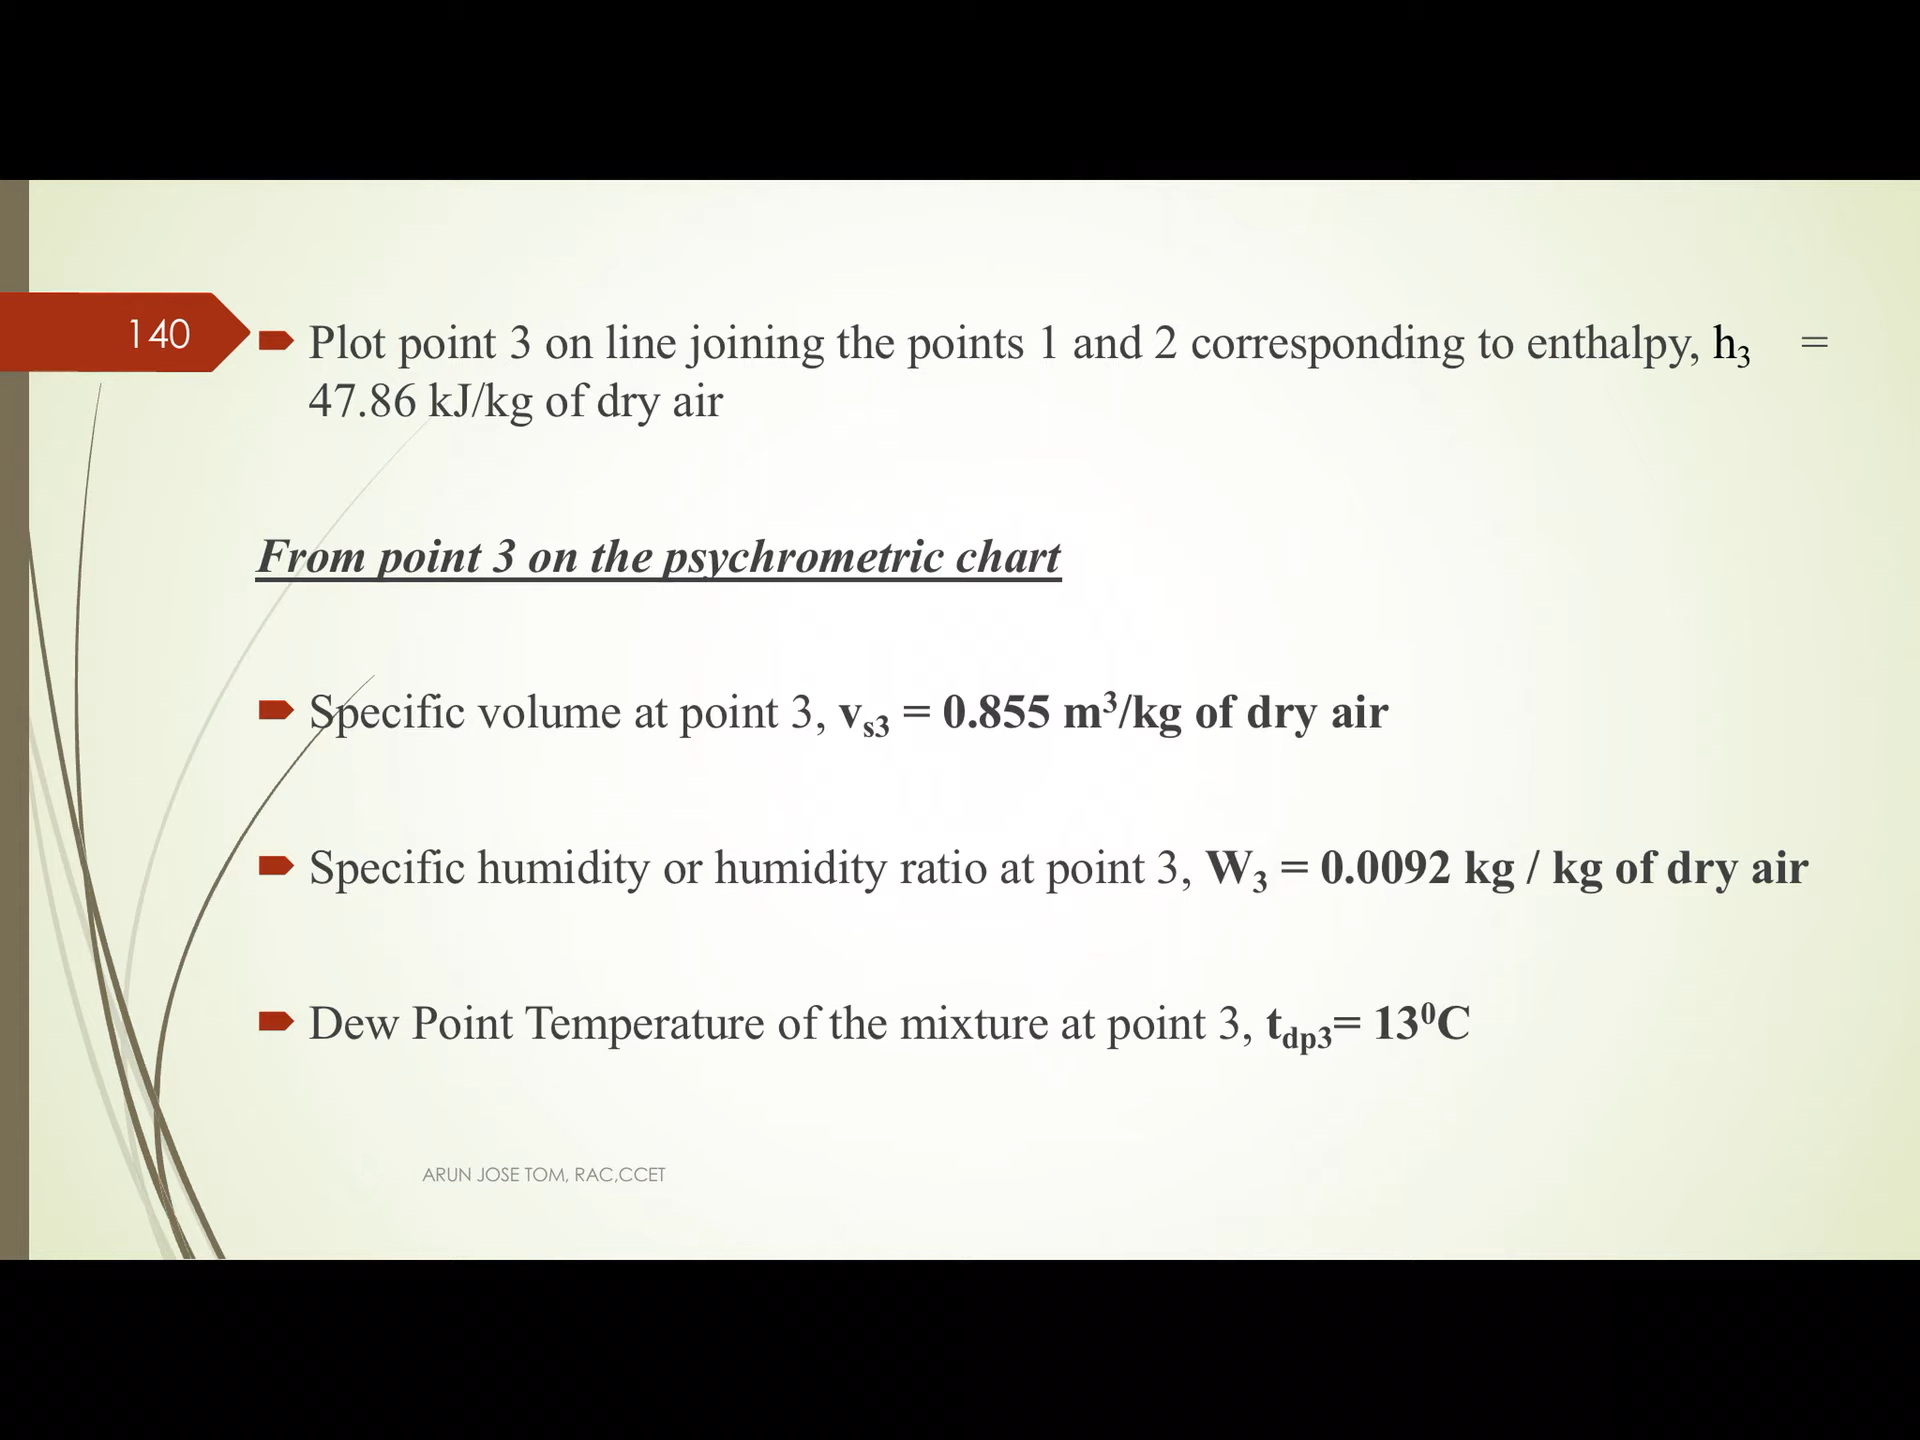 140
Plot point 3 on line joining the points 1 and 2 corresponding to enthalpy, h₃ =
47.86 kJ/kg of dry air
From point 3 on the psychrometric chart
Specific volume at point 3, vₛ₃ = 0.855 m³/kg of dry air
Specific humidity or humidity ratio at point 3, W₃ = 0.0092 kg / kg of dry air
Dew Point Temperature of the mixture at point 3, t_dp3= 13⁰C
ARUN JOSE TOM, RAC,CCET